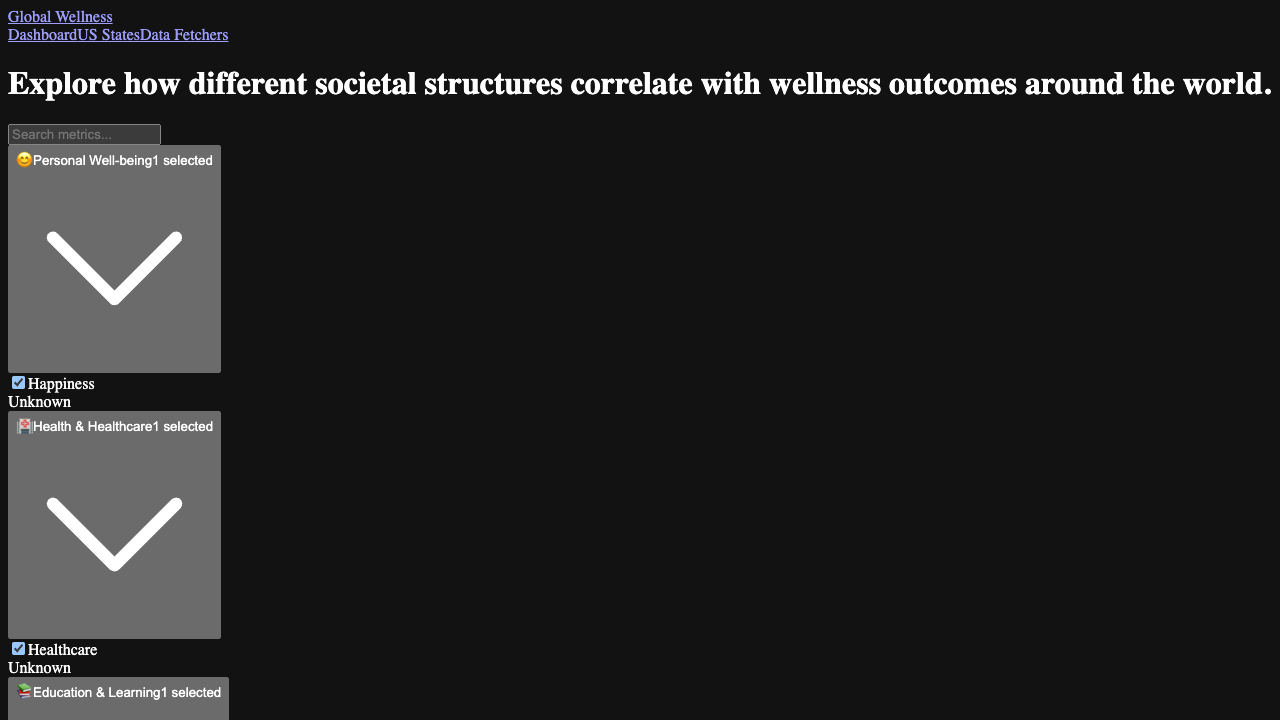 Global Wellness
DashboardUS StatesData Fetchers
Explore how different societal structures correlate with wellness outcomes around the world.
Search metrics...
😊Personal Well-being1 selected
Happiness
Unknown
🏥Health & Healthcare1 selected
Healthcare
Unknown
📚Education & Learning1 selected